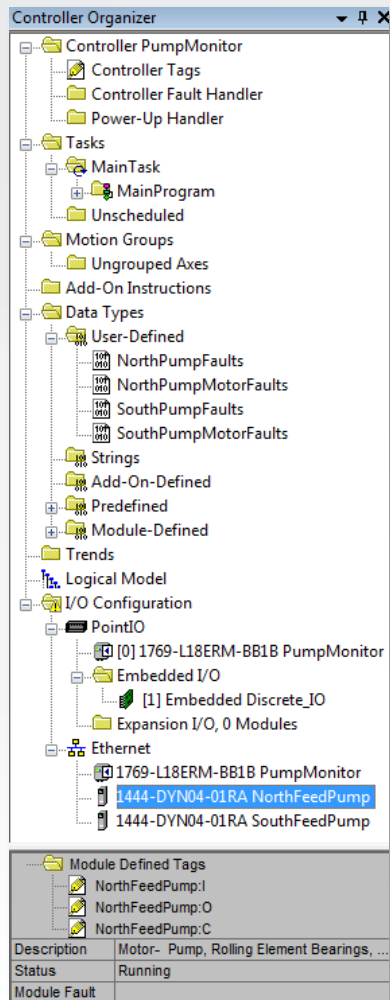 Controller Organizer
Controller PumpMonitor
Controller Tags
Controller Fault Handler
Power-Up Handler
Tasks
MainTask
MainProgram
Unscheduled
Motion Groups
Ungrouped Axes
Add-On Instructions
Data Types
User-Defined
NorthPumpFaults
NorthPumpMotorFaults
SouthPumpFaults
SouthPumpMotorFaults
Strings
Add-On-Defined
Predefined
Module-Defined
Trends
Logical Model
I/O Configuration
PointIO
[0] 1769-L18ERM-BB1B PumpMonitor
Embedded I/O
[1] Embedded Discrete_IO
Expansion I/O, 0 Modules
Ethernet
1769-L18ERM-BB1B PumpMonitor
1444-DYN04-01RA NorthFeedPump
1444-DYN04-01RA SouthFeedPump
Module Defined Tags
NorthFeedPump:I
NorthFeedPump:O
NorthFeedPump:C
Description Motor- Pump, Rolling Element Bearings, ...
Status Running
Module Fault